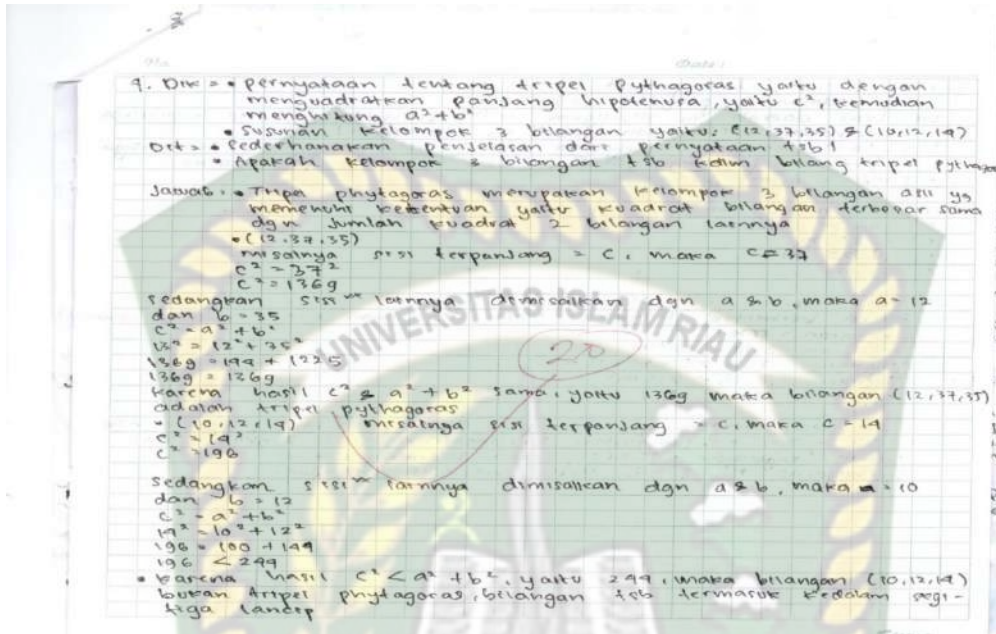 4. Dik = • pernyataan tentang tripel pythagoras yaitu dengan
menguadratkan panjang hipotenusa, yaitu c², kemudian
menghitung a²+b²
• Susunan kelompok 3 bilangan yaitu: (12,37,35) & (10,12,14)
Dit = • Sederhanakan penjelasan dari pernyataan tsb!
• Apakah kelompok 3 bilangan tsb bilang tripel pythagor
Jawab: • Tripel phytagoras merupakan kelompok 3 bilangan asli yg
memenuhi ketentuan yaitu kuadrat bilangan terbesar sama
dgn jumlah kuadrat 2 bilangan lainnya
• (12,37,35)
misalnya sisi terpanjang = c, maka c=37
c² = 37²
c² = 1369
sedangkan sisi" lainnya dimisalkan dgn a & b, maka a = 12
dan b = 35
c² = a² + b²
= 12² + 35²
1369 = 144 + 1225
1369 = 1369
Karena hasil c² & a² + b² sama, yaitu 1369 maka bilangan (12,37,35)
adalah tripel pythagoras
• (10,12,14) misalnya sisi terpanjang = c, maka c = 14
c² = 14²
c² = 196
UNIVERSITAS ISLAM RIAU
20
sedangkan sisi" lainnya dimisalkan dgn a & b, maka a = 10
dan b = 12
c² = a² + b²
14² = 10² + 12²
196 = 100 + 144
196 < 244
• Karena hasil c² < a² + b², yaitu 244, maka bilangan (10,12,14)
bukan tripel phytagoras, bilangan tsb termasuk kedalam segi-
tiga lancip